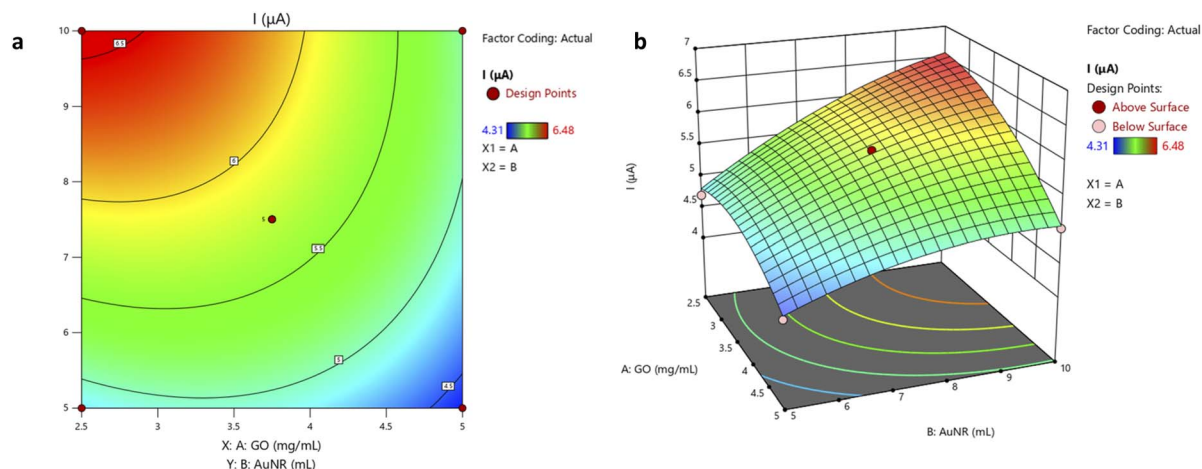 a
I (µA)
10
9
8
7
6
5
2.5
3
3.5
4
4.5
5
6.5
6
5.5
5
4.5
5
X: A: GO (mg/mL)
Y: B: AuNR (mL)
Factor Coding: Actual
I (µA)
Design Points
4.31 6.48
X1 = A
X2 = B
b
7
6.5
6
5.5
5
4.5
4
I (µA)
2.5
3
3.5
4
4.5
5
A: GO (mg/mL)
5
6
7
8
9
10
B: AuNR (mL)
Factor Coding: Actual
I (µA)
Design Points:
Above Surface
Below Surface
4.31 6.48
X1 = A
X2 = B